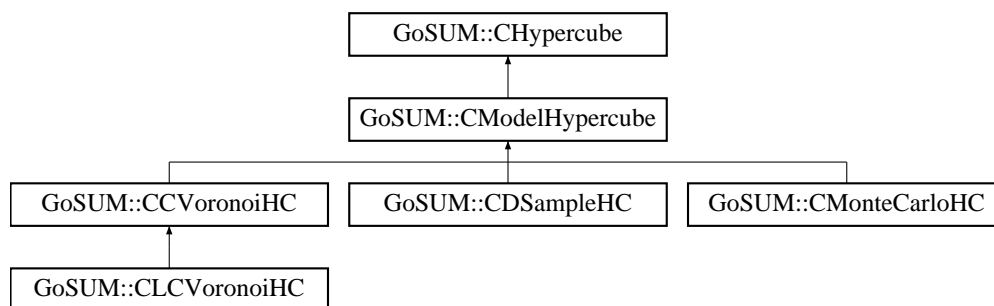 GoSUM::CHypercube
GoSUM::CModelHypercube
GoSUM::CCVoronoiHC
GoSUM::CDSampleHC
GoSUM::CMonteCarloHC
GoSUM::CLCVoronoiHC